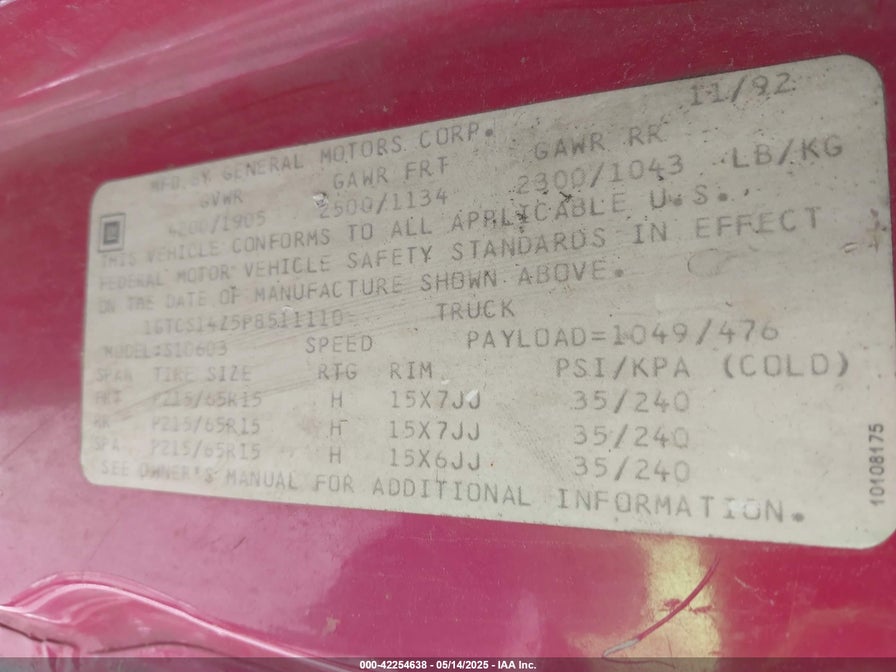 11/92
MFD. BY GENERAL MOTORS CORP.
GVWR GAWR FRT GAWR RR
4200/1905 2500/1134 2300/1043 LB/KG
THIS VEHICLE CONFORMS TO ALL APPLICABLE U.S.
FEDERAL MOTOR VEHICLE SAFETY STANDARDS IN EFFECT
ON THE DATE OF MANUFACTURE SHOWN ABOVE.
1GTCS14Z5P8511110 TRUCK
MODEL:S10603 SPEED PAYLOAD=1049/476
TIRE SIZE RTG RIM PSI/KPA (COLD)
FRT P215/65R15 H 15X7JJ 35/240
RR P215/65R15 H 15X7JJ 35/240
SPA P215/65R15 H 15X6JJ 35/240
SEE OWNER'S MANUAL FOR ADDITIONAL INFORMATION.
10108175
000-42254638 - 05/14/2025 - IAA Inc.